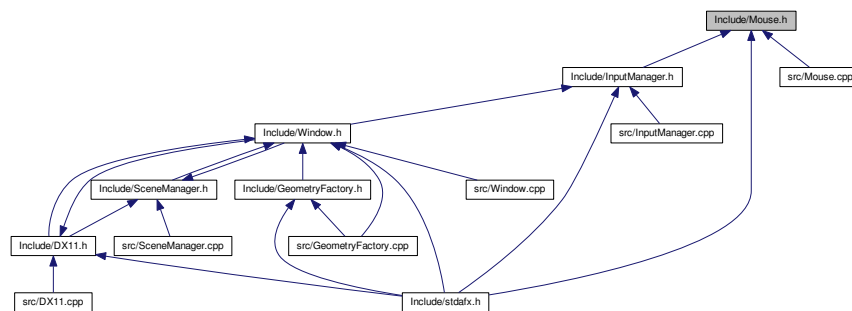 Include/Mouse.h
Include/InputManager.h
src/Mouse.cpp
Include/Window.h
src/InputManager.cpp
Include/SceneManager.h
Include/GeometryFactory.h
src/Window.cpp
Include/DX11.h
src/SceneManager.cpp
src/GeometryFactory.cpp
src/DX11.cpp
Include/stdafx.h